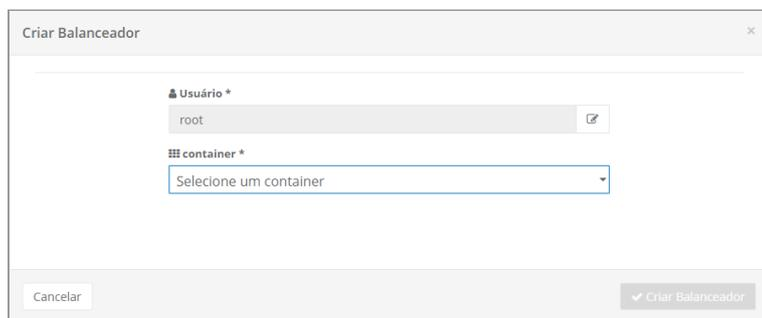 Criar Balanceador
×
Usuário *
root
container *
Selecione um container
Cancelar
Criar Balanceador